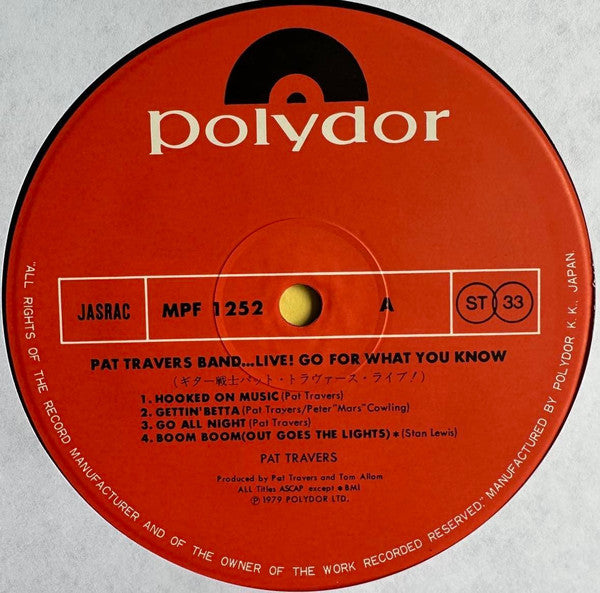 polydor
JASRAC
MPF 1252
A
ST 33
PAT TRAVERS BAND...LIVE! GO FOR WHAT YOU KNOW
(ギター戦士パット・トラヴァース・ライブ!)
1. HOOKED ON MUSIC (Pat Travers)
2. GETTIN' BETTA (Pat Travers/Peter "Mars" Cowling)
3. GO ALL NIGHT (Pat Travers)
4. BOOM BOOM (OUT GOES THE LIGHTS) * (Stan Lewis)
PAT TRAVERS
Produced by Pat Travers and Tom Allom
ALL Titles ASCAP except * BMI
Ⓟ 1979 POLYDOR LTD.
"ALL RIGHTS OF THE RECORD MANUFACTURER AND OF THE OWNER OF THE WORK RECORDED RESERVED." MANUFACTURED BY POLYDOR K.K., JAPAN.